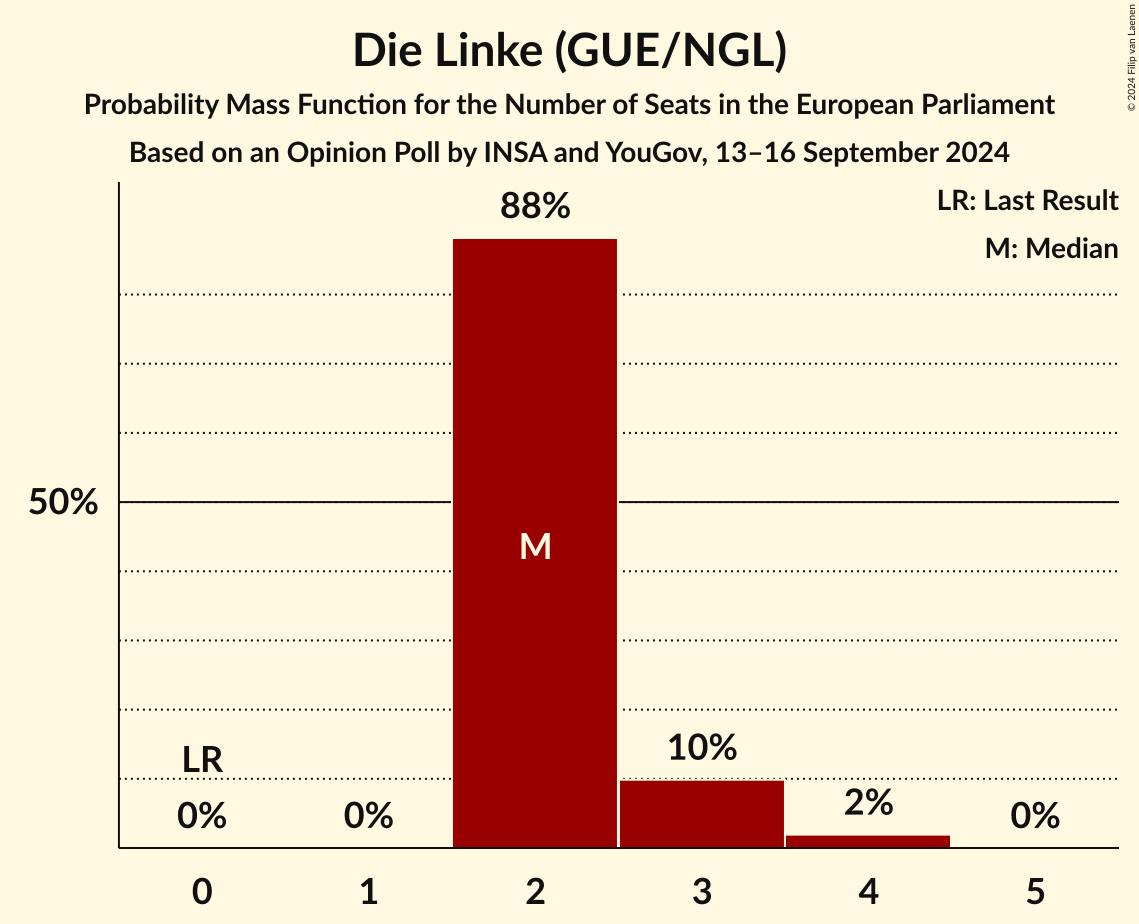 Die Linke (GUE/NGL)
Probability Mass Function for the Number of Seats in the European Parliament
Based on an Opinion Poll by INSA and YouGov, 13–16 September 2024
© 2024 Filip van Laenen
LR: Last Result
M: Median
88%
50%
M
LR
0%
0%
10%
2%
0%
0
1
2
3
4
5